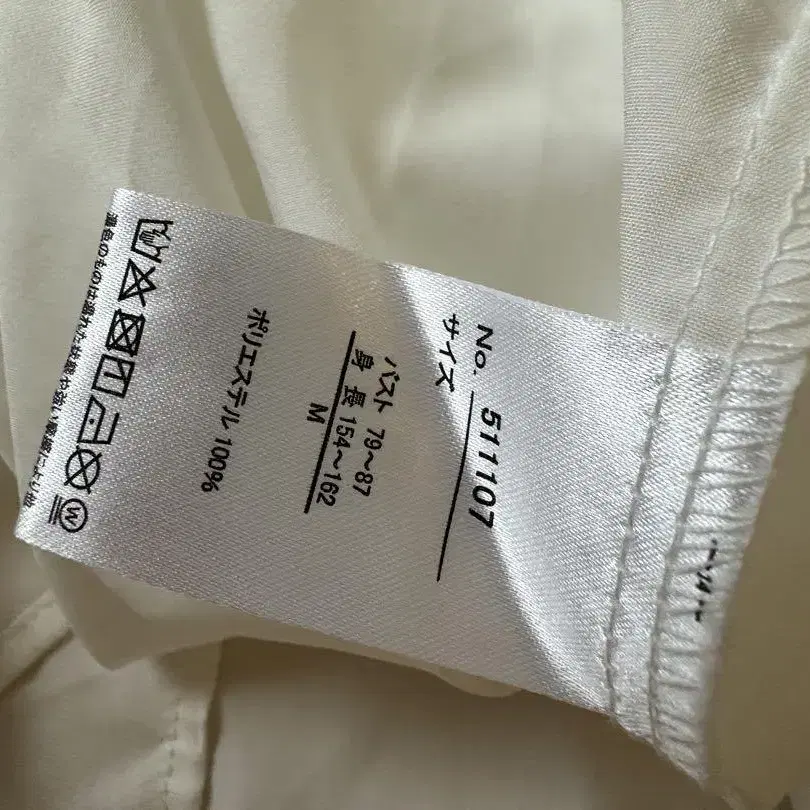 No. 511107
サイズ
バスト 79〜87
身 長 154〜162
M
ポリエステル 100%
W